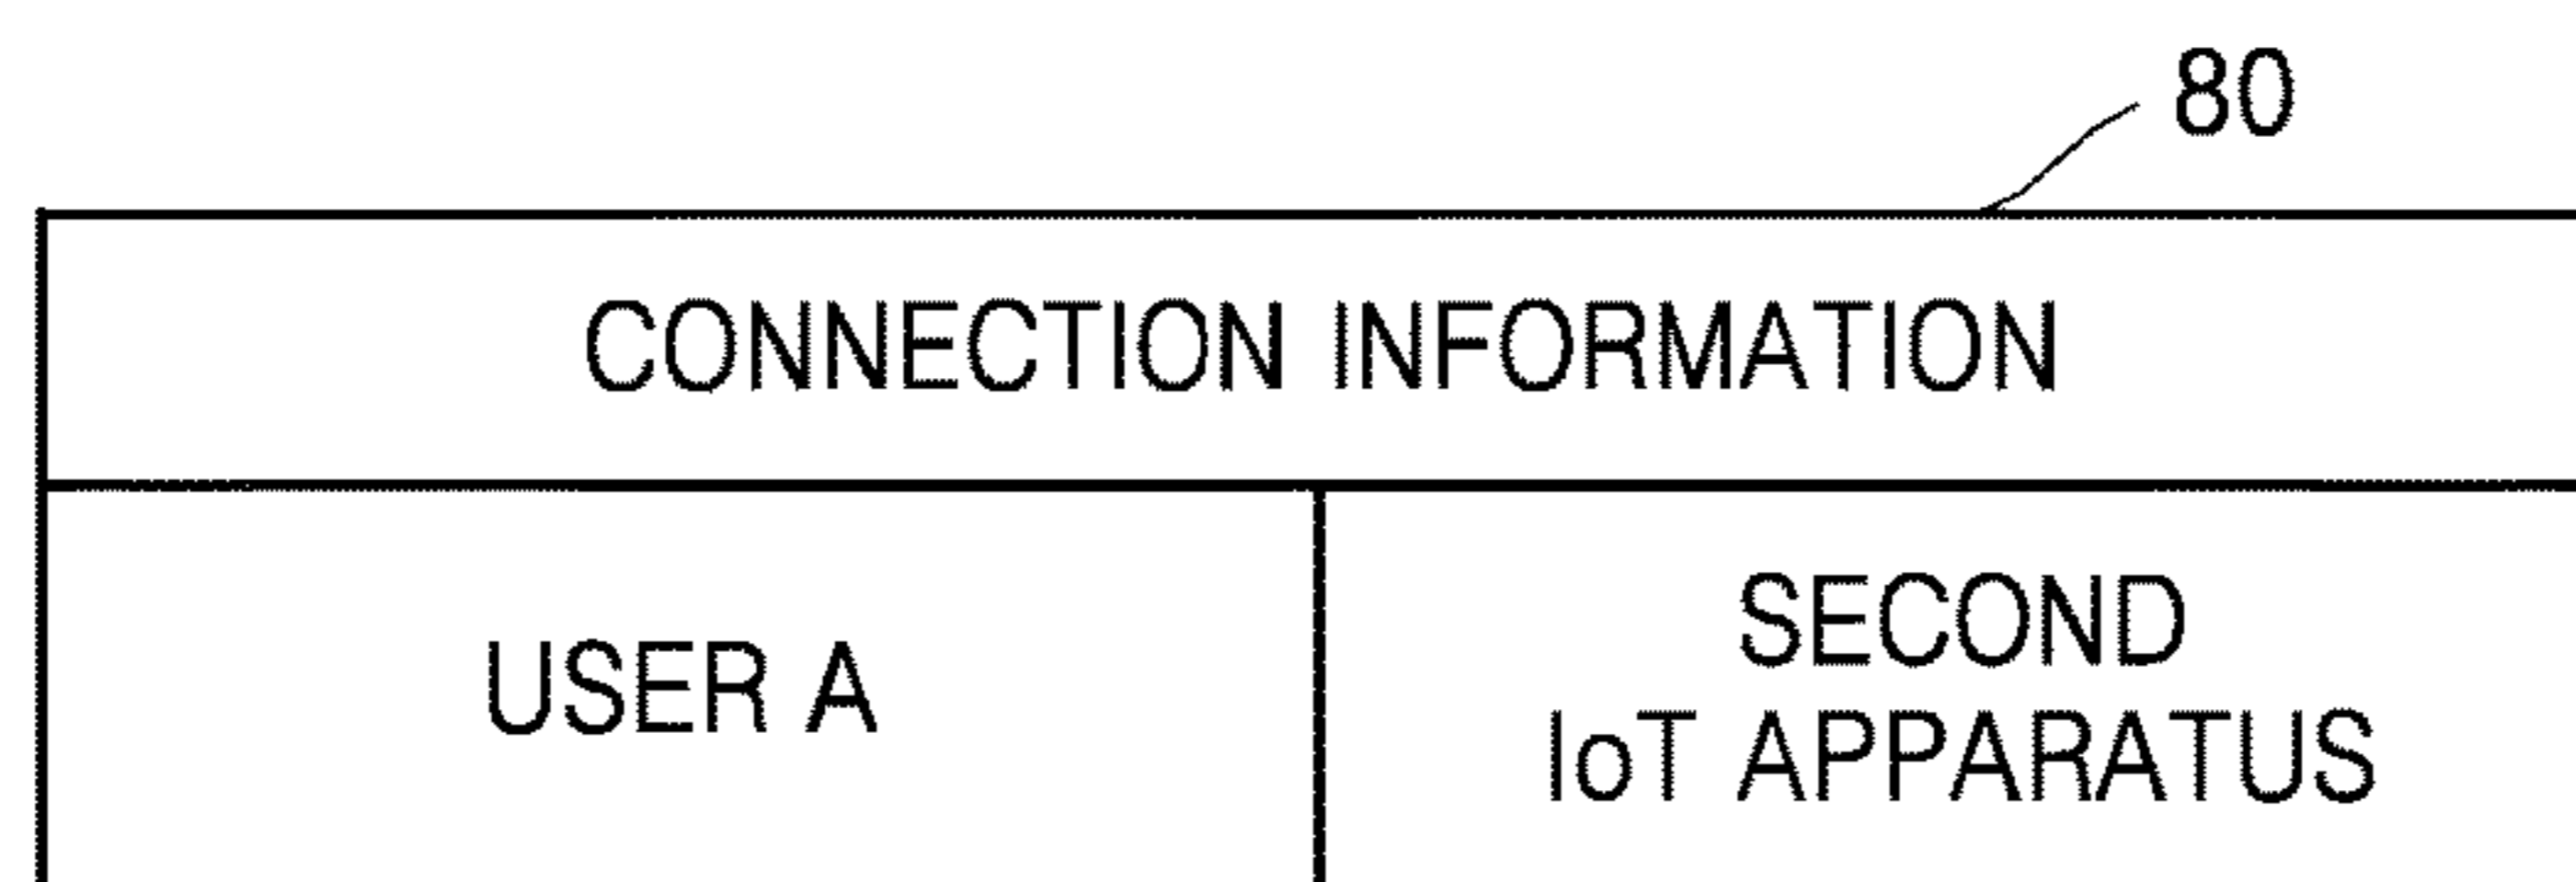 80
CONNECTION INFORMATION
USER A
SECOND
IoT APPARATUS